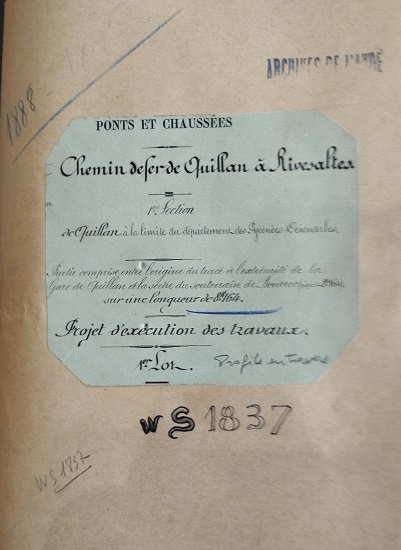 1888 -
ARCHIVES DE L'AUDE
PONTS ET CHAUSSÉES
Chemin de fer de Quillan à Rivesaltes
1re Section
de Quillan à la limite du département des Pyrénées-Orientales
Partie comprise entre l'origine du tracé à l'extrémité de la
Gare de Quillan et la sortie du souterrain de
sur une longueur de 8k164.
Projet d'exécution des travaux.
1er Lot. Profils en travers
WS 1837
WS 1837